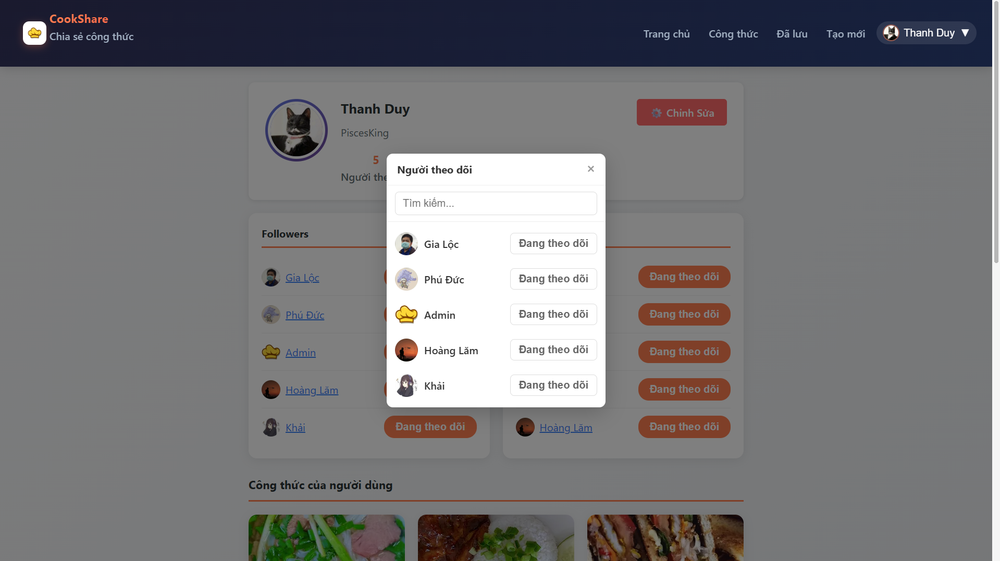 CookShare
Chia sẻ công thức
Trang chủ
Công thức
Đã lưu
Tạo mới
Thanh Duy ▼
Thanh Duy
PiscesKing
Chỉnh Sửa
5
Người the
Người theo dõi
×
Tìm kiếm...
Gia Lộc
Đang theo dõi
Phú Đức
Đang theo dõi
Admin
Đang theo dõi
Hoàng Lăm
Đang theo dõi
Khải
Đang theo dõi
Followers
Gia Lộc
Phú Đức
Admin
Hoàng Lăm
Khải
Đang theo dõi
Đang theo dõi
Đang theo dõi
Đang theo dõi
Đang theo dõi
Hoàng Lăm
Đang theo dõi
Công thức của người dùng